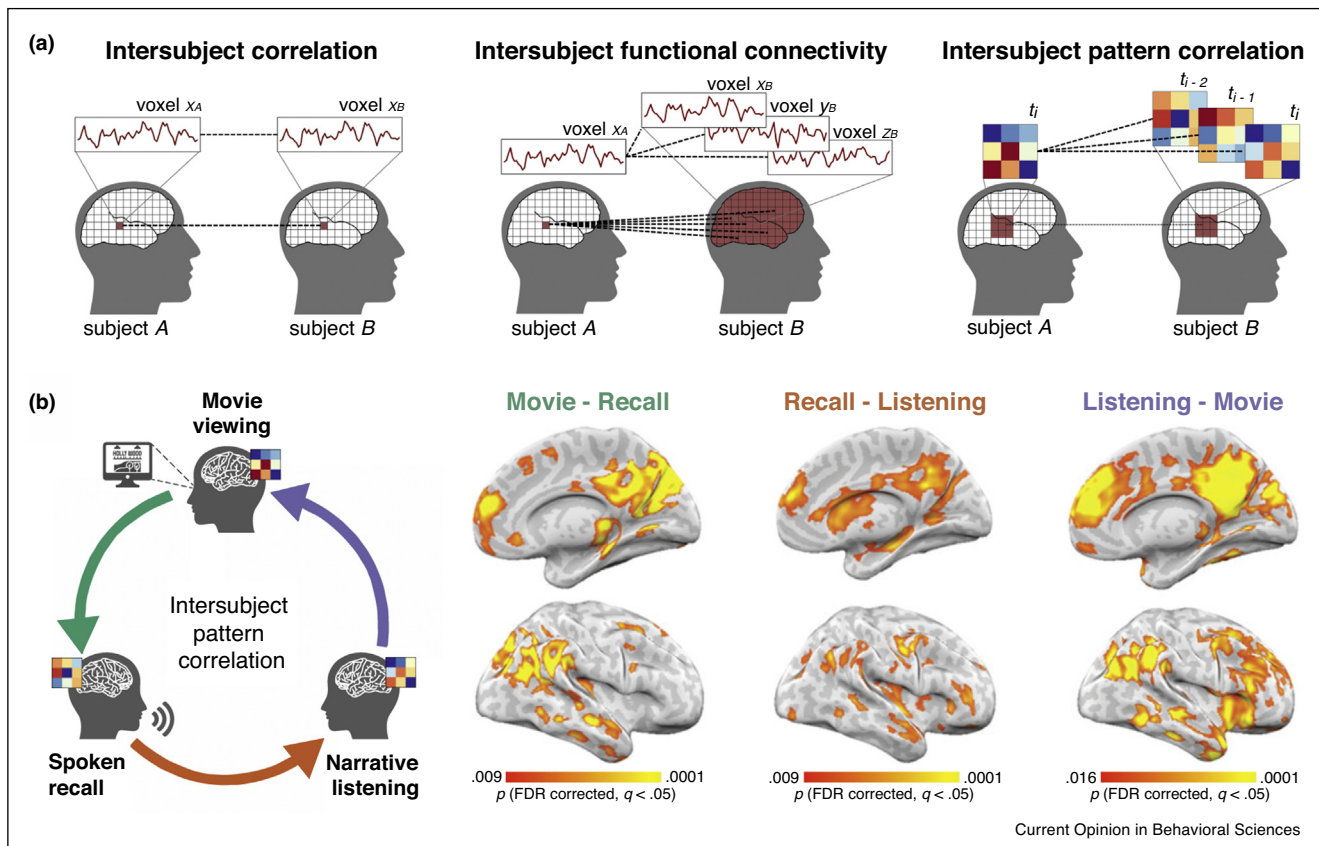 (a)
Intersubject correlation
voxel xA
voxel xB
subject A
subject B
Intersubject functional connectivity
voxel xB
voxel yB
voxel xA
voxel zB
subject A
subject B
Intersubject pattern correlation
ti - 2
ti - 1
ti
ti
subject A
subject B
(b)
Movie
viewing
HOLLY GOOD
Intersubject
pattern
correlation
Spoken
recall
Narrative
listening
Movie - Recall
Recall - Listening
Listening - Movie
.009 .0001
p (FDR corrected, q < .05)
.009 .0001
p (FDR corrected, q < .05)
.016 .0001
p (FDR corrected, q < .05)
Current Opinion in Behavioral Sciences